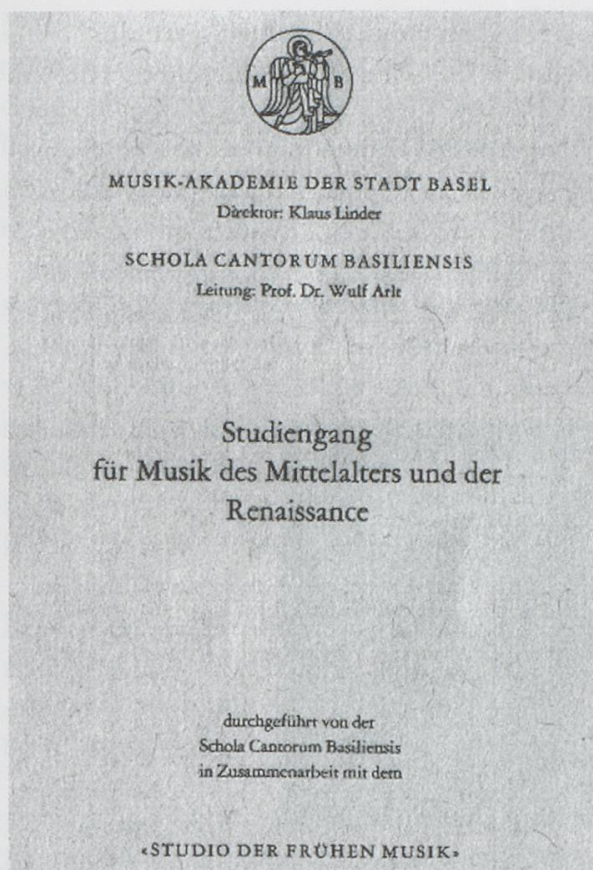 M B
MUSIK-AKADEMIE DER STADT BASEL
Direktor: Klaus Linder
SCHOLA CANTORUM BASILIENSIS
Leitung: Prof. Dr. Wulf Arlt
Studiengang
für Musik des Mittelalters und der
Renaissance
durchgeführt von der
Schola Cantorum Basiliensis
in Zusammenarbeit mit dem
«STUDIO DER FRÜHEN MUSIK»